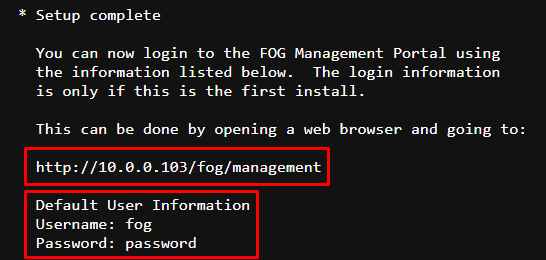 * Setup complete
You can now login to the FOG Management Portal using
the information listed below.  The login information
is only if this is the first install.
This can be done by opening a web browser and going to:
http://10.0.0.103/fog/management
Default User Information
Username: fog
Password: password